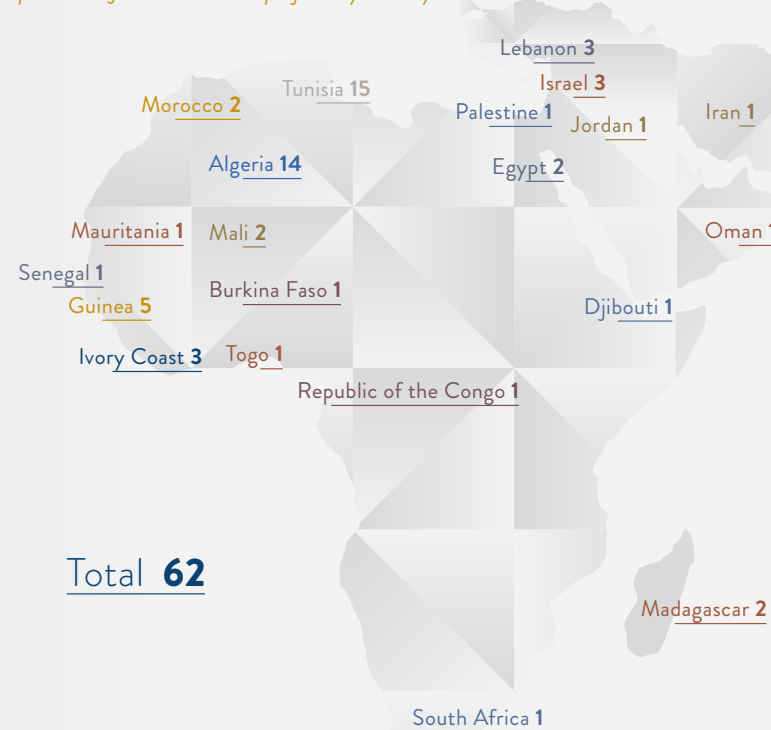 Lebanon 3
Israel 3
Tunisia 15
Morocco 2
Palestine 1
Iran 1
Jordan 1
Algeria 14
Egypt 2
Mauritania 1
Mali 2
Oman
Senegal 1
Burkina Faso 1
Guinea 5
Djibouti 1
Ivory Coast 3
Togo 1
Republic of the Congo 1
Total 62
Madagascar 2
South Africa 1